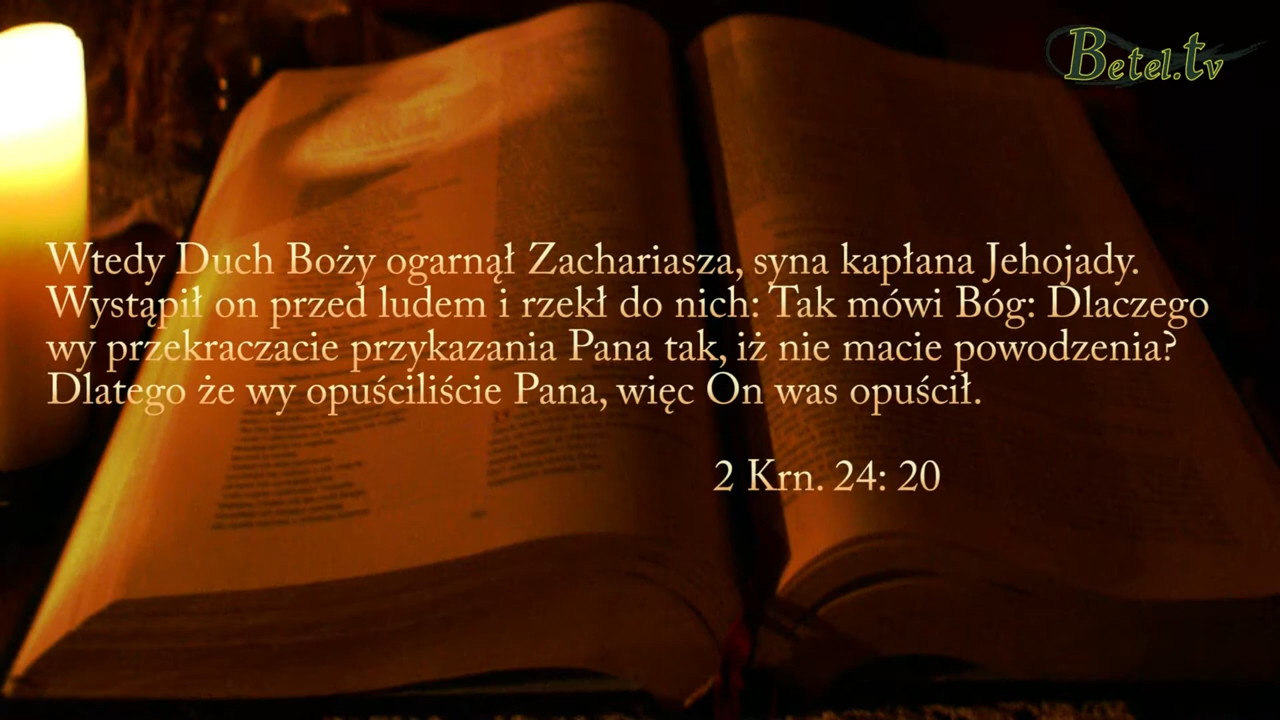 Betel.tv
Wtedy Duch Boży ogarnął Zachariasza, syna kapłana Jehojady.
Wystąpił on przed ludem i rzekł do nich: Tak mówi Bóg: Dlaczego
wy przekraczacie przykazania Pana tak, iż nie macie powodzenia?
Dlatego że wy opuściliście Pana, więc On was opuścił.
2 Krn. 24: 20